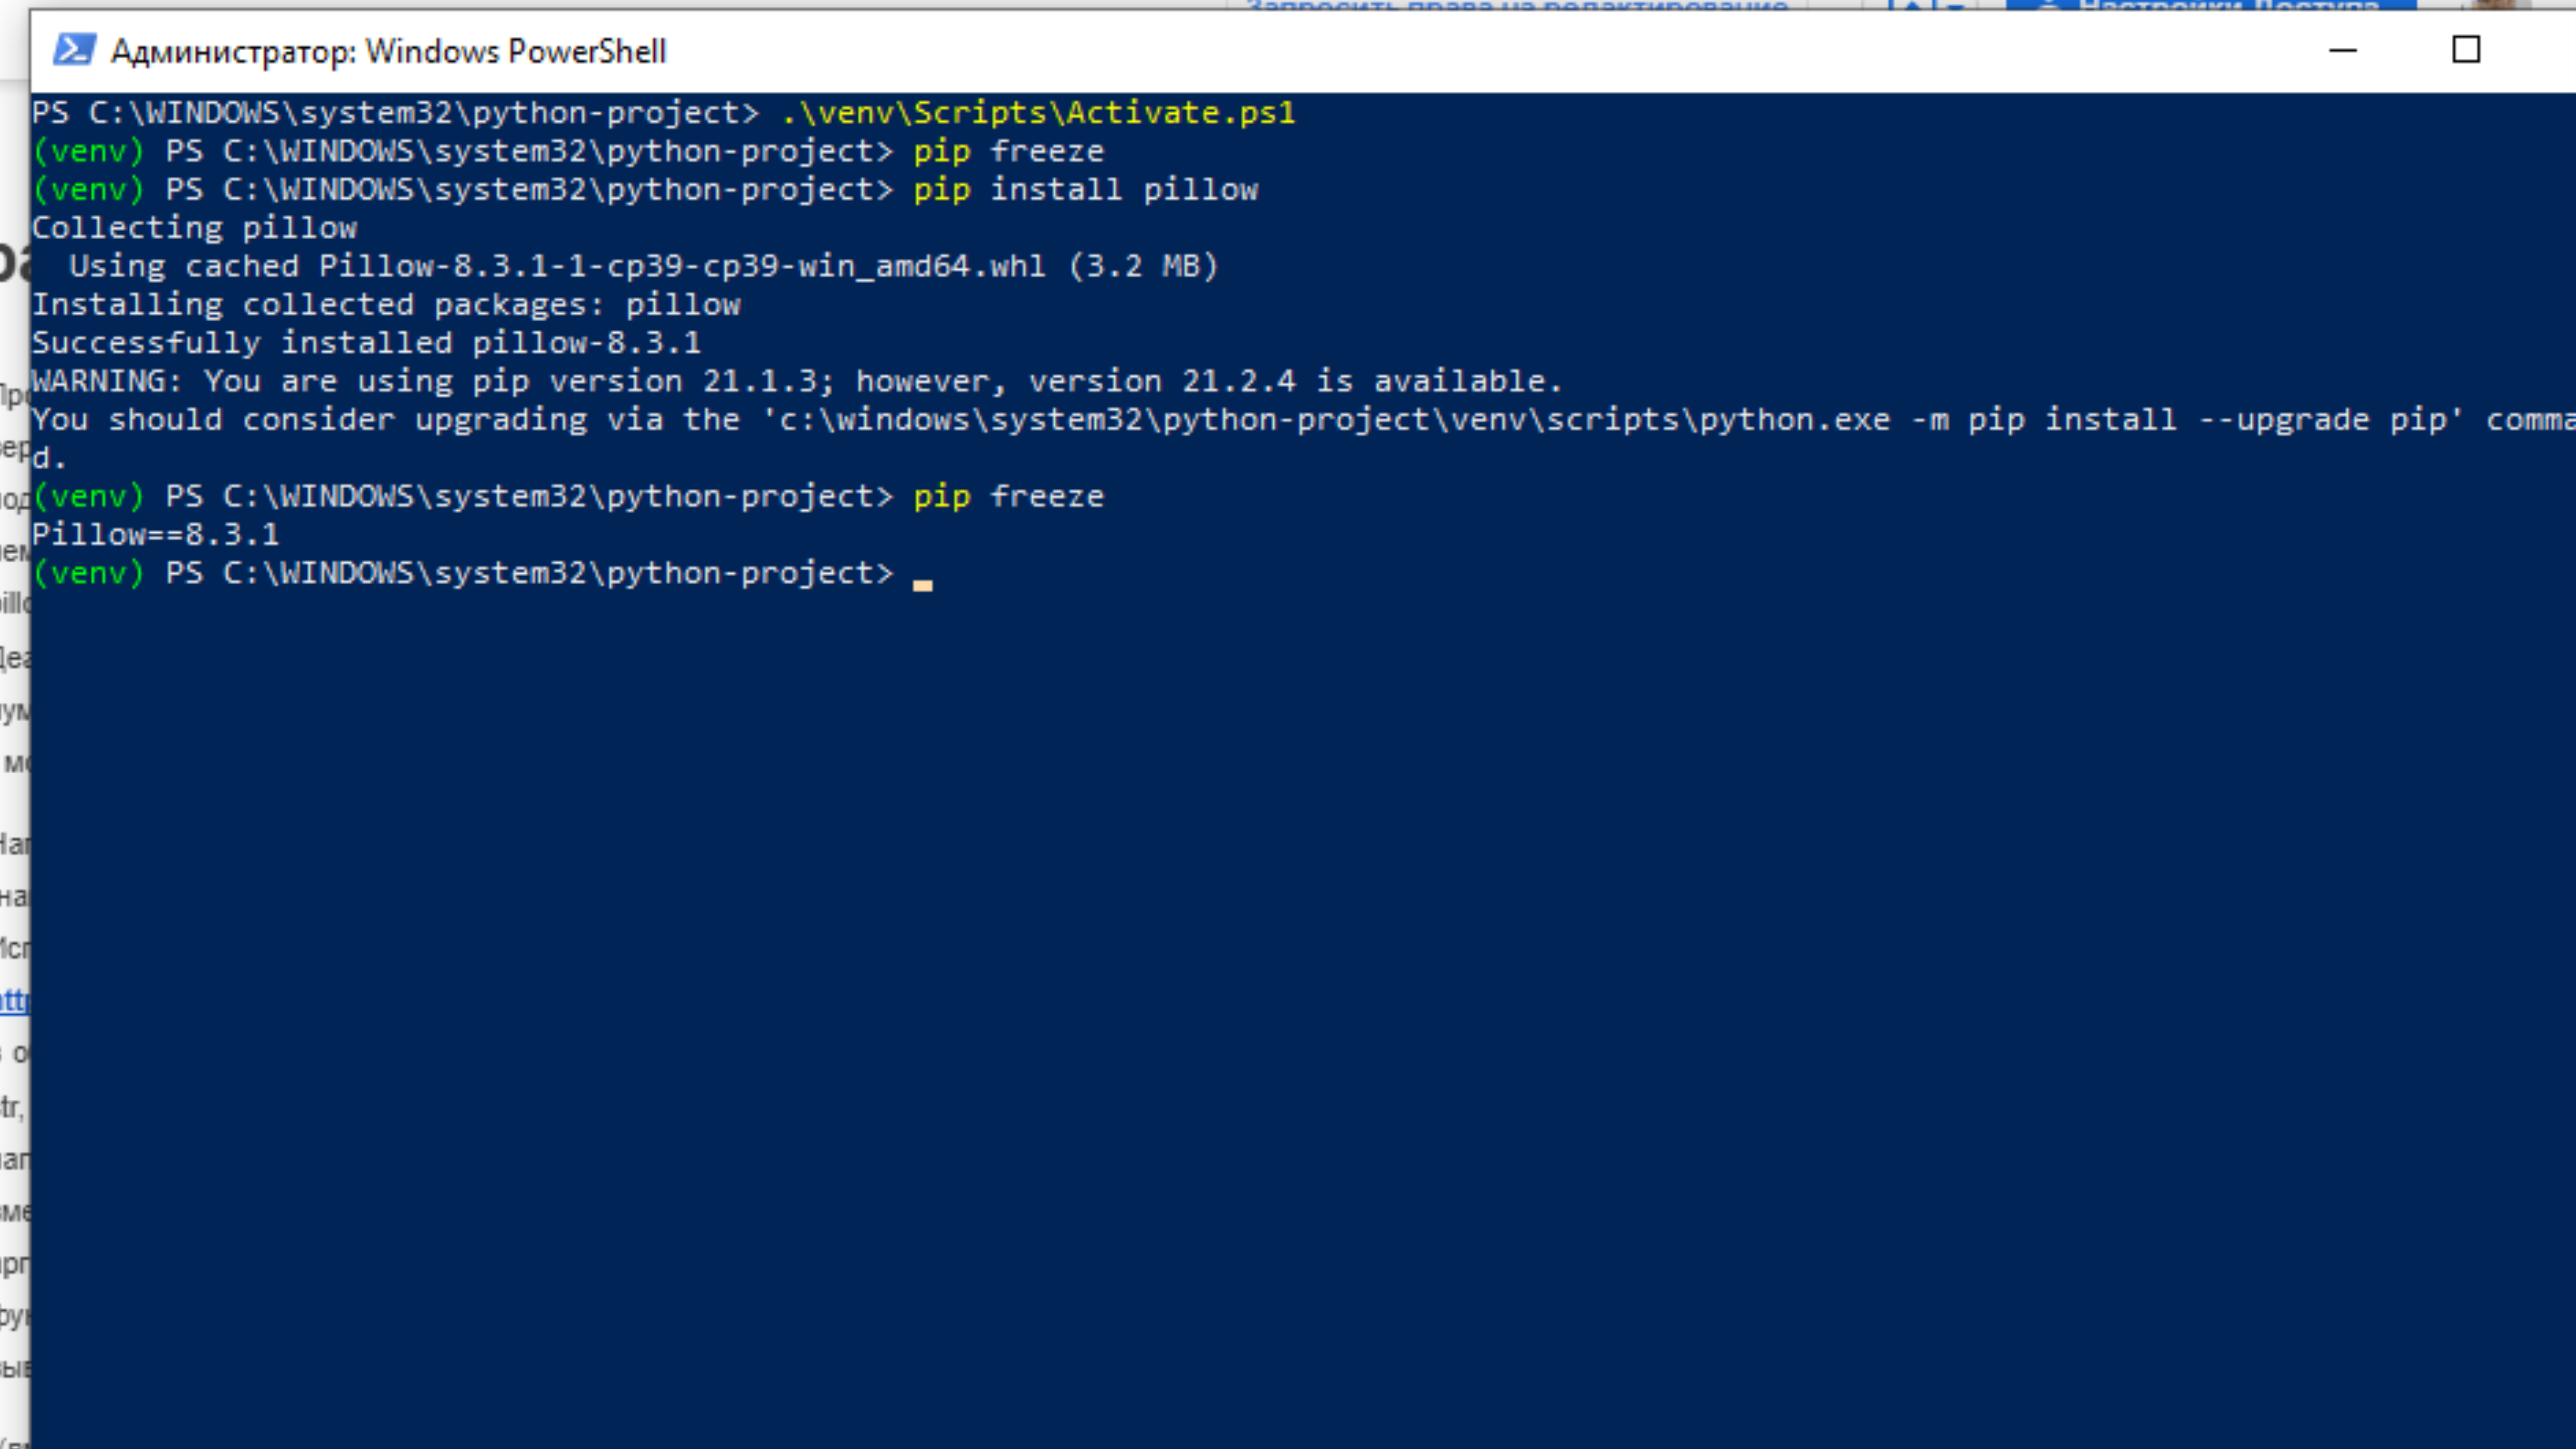 Администратор: Windows PowerShell
PS C:\WINDOWS\system32\python-project> .\venv\Scripts\Activate.ps1
(venv) PS C:\WINDOWS\system32\python-project> pip freeze
(venv) PS C:\WINDOWS\system32\python-project> pip install pillow
Collecting pillow
  Using cached Pillow-8.3.1-1-cp39-cp39-win_amd64.whl (3.2 MB)
Installing collected packages: pillow
Successfully installed pillow-8.3.1
WARNING: You are using pip version 21.1.3; however, version 21.2.4 is available.
You should consider upgrading via the 'c:\windows\system32\python-project\venv\scripts\python.exe -m pip install --upgrade pip' comma
d.
(venv) PS C:\WINDOWS\system32\python-project> pip freeze
Pillow==8.3.1
(venv) PS C:\WINDOWS\system32\python-project>